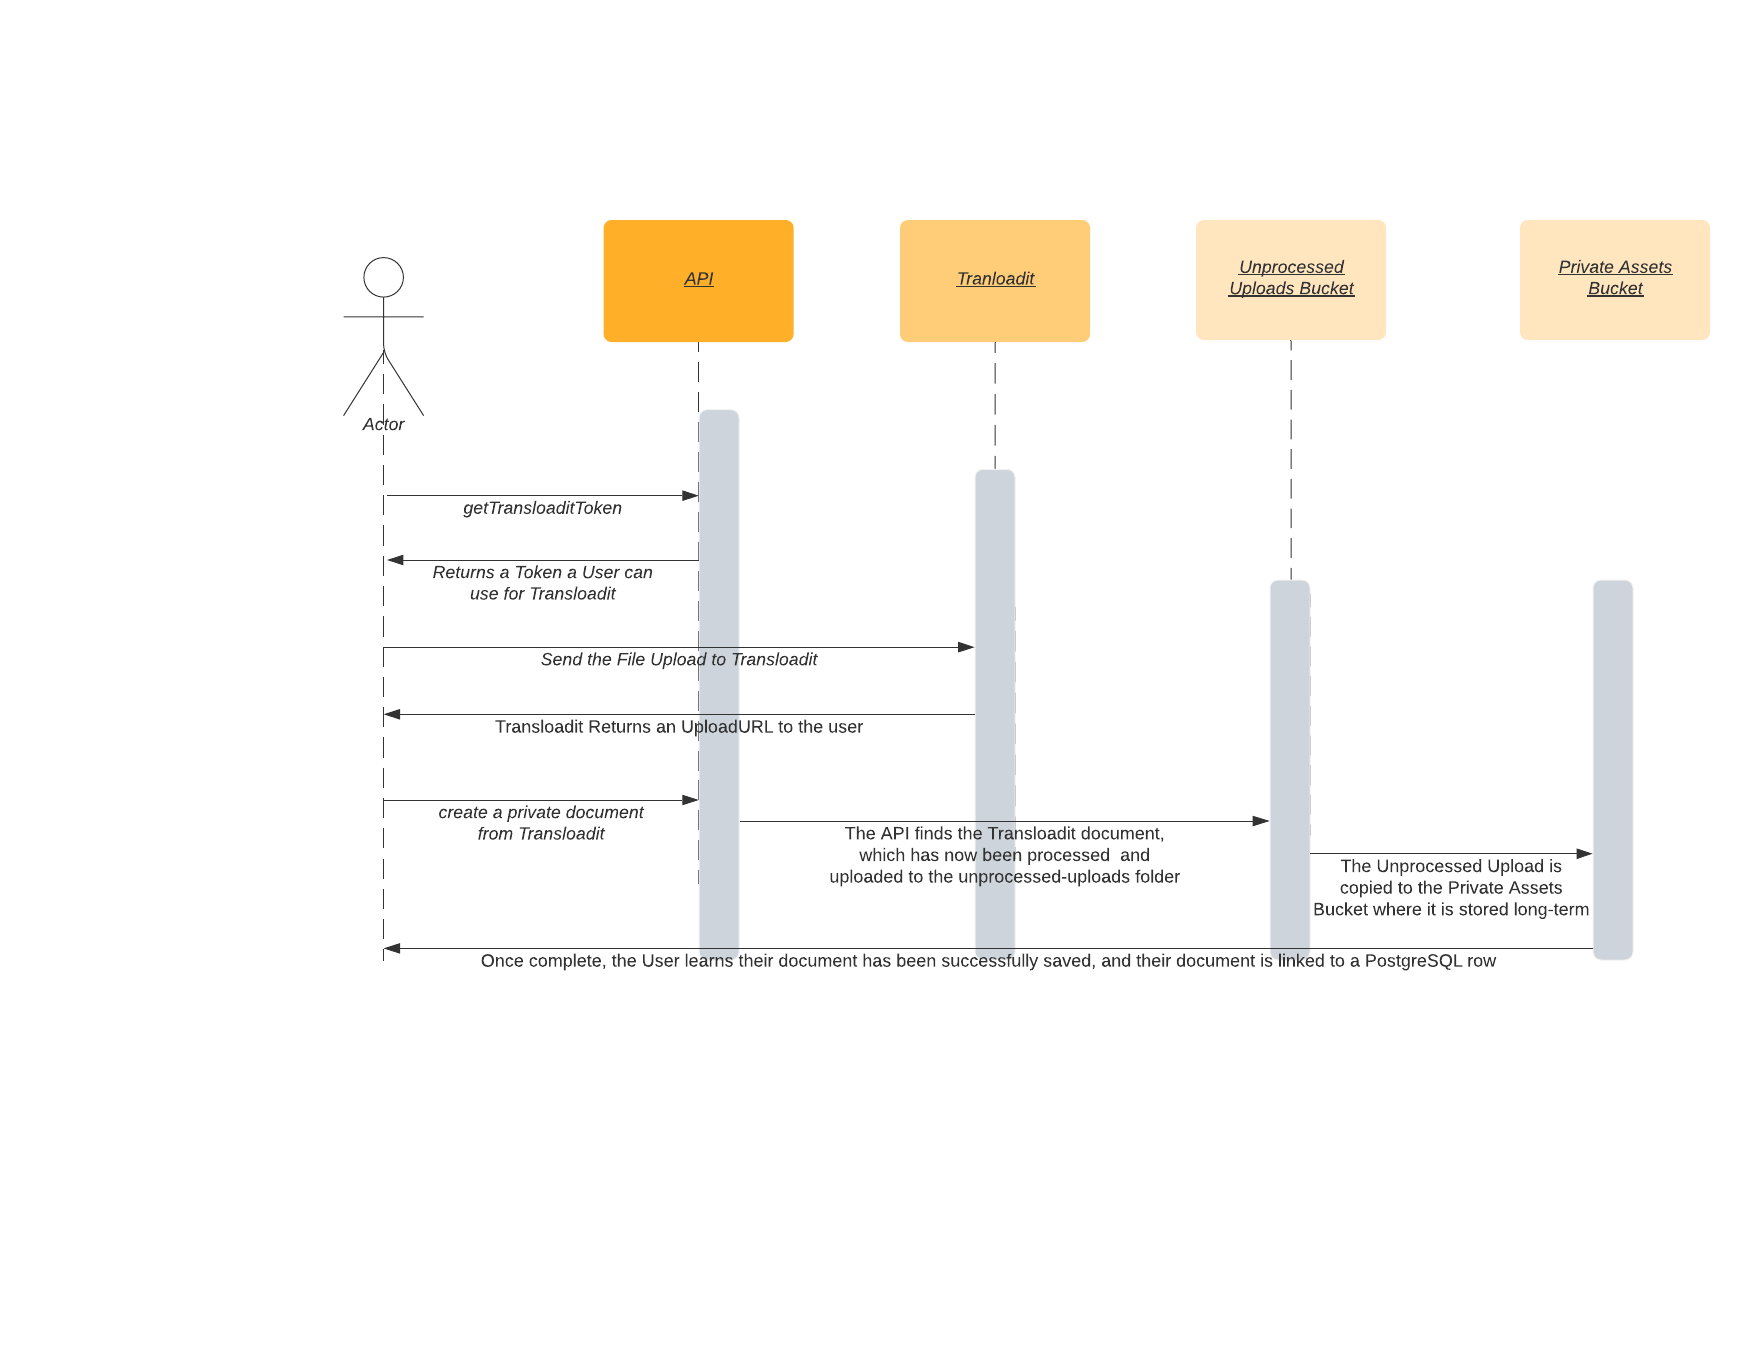 API
Tranloadit
Unprocessed
Uploads Bucket
Private Assets
Bucket
Actor
getTransloaditToken
Returns a Token a User can
use for Transloadit
Send the File Upload to Transloadit
Transloadit Returns an UploadURL to the user
create a private document
from Transloadit
The API finds the Transloadit document,
which has now been processed  and
uploaded to the unprocessed-uploads folder
The Unprocessed Upload is
copied to the Private Assets
Bucket where it is stored long-term
Once complete, the User learns their document has been successfully saved, and their document is linked to a PostgreSQL row